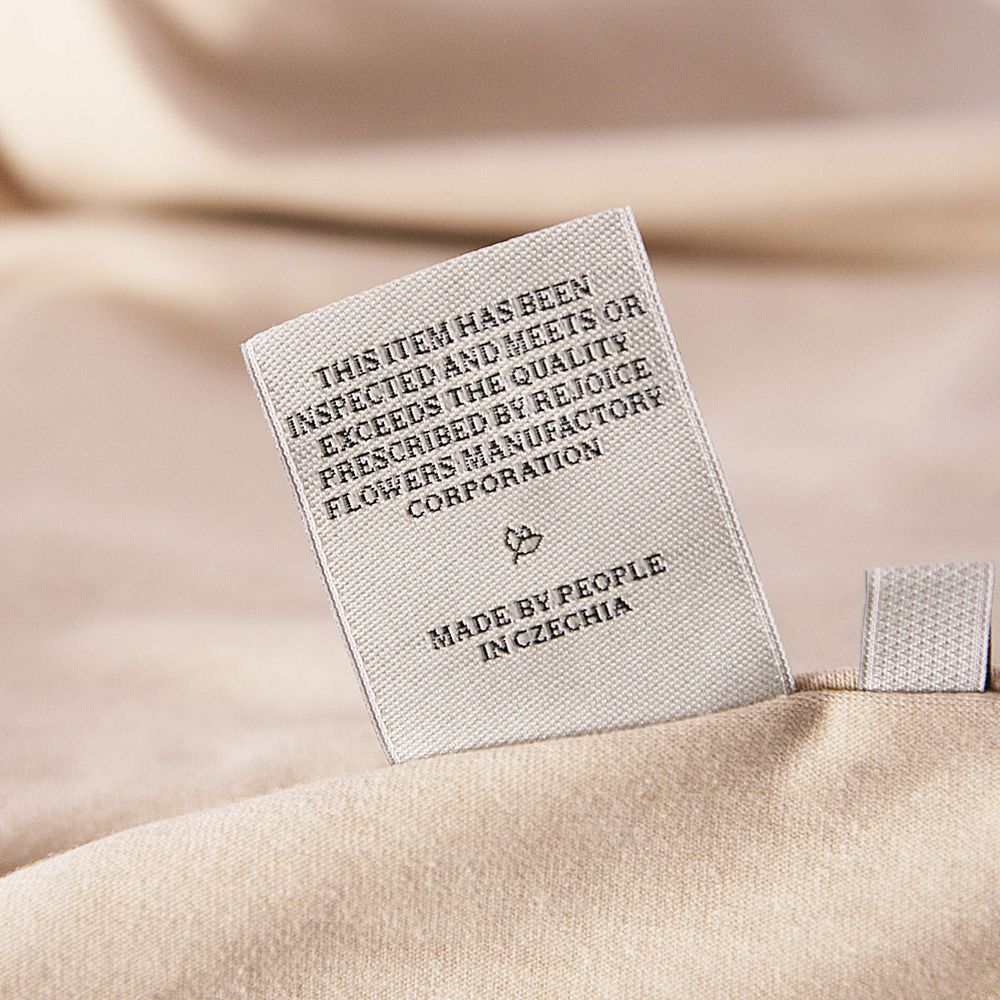 THIS ITEM HAS BEEN
INSPECTED AND MEETS OR
EXCEEDS THE QUALITY
PRESCRIBED BY REJOICE
FLOWERS MANUFACTORY
CORPORATION
MADE BY PEOPLE
IN CZECHIA